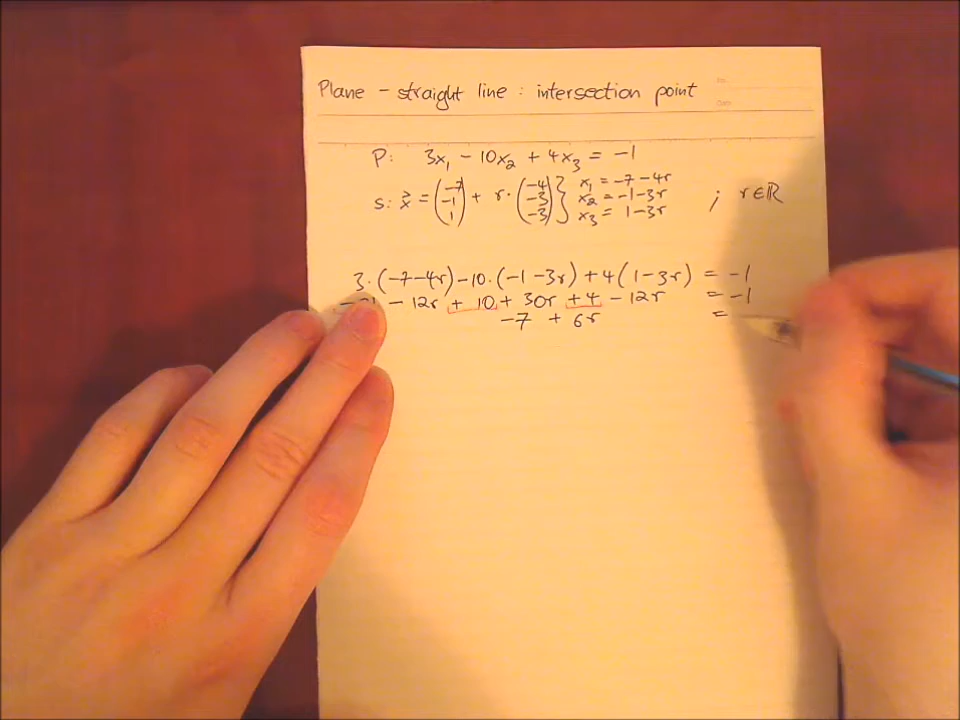 Plane - straight line : intersection point
P: 3x₁ - 10x₂ + 4x₃ = -1
s: x⃗ = (-7 -1 1) + r · (-4 -3 -3) } x₁ = -7-4r x₂ = -1-3r x₃ = 1-3r ; r∈ℝ
3·(-7-4r) -10·(-1-3r) + 4(1-3r) = -1
- 12r + 10 + 30r + 4 - 12r = -1
-7 + 6r =